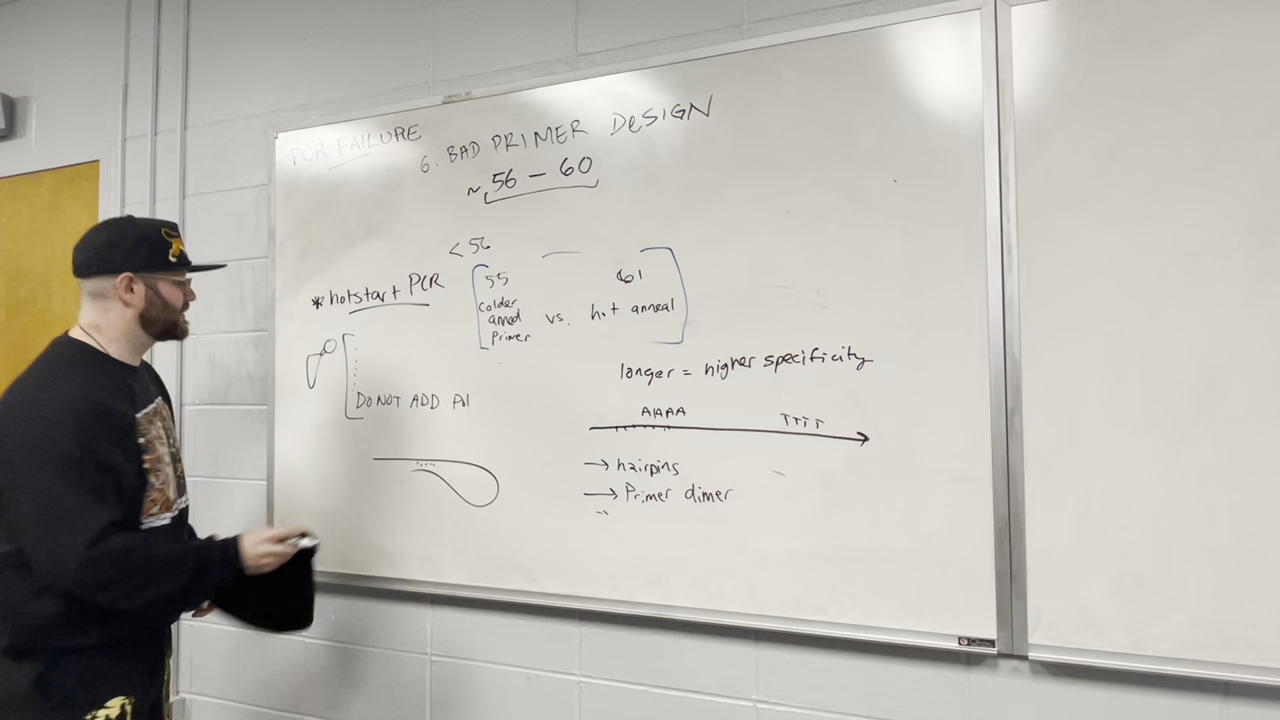 PCR FAILURE
6. BAD PRIMER DESIGN
~ 56 – 60
< 56
*hotstart PCR
55 61
colder vs. hot anneal
Primer
DO NOT ADD Pol
longer = higher specificity
AAAA TTTT
→ hairpins
→ Primer dimer